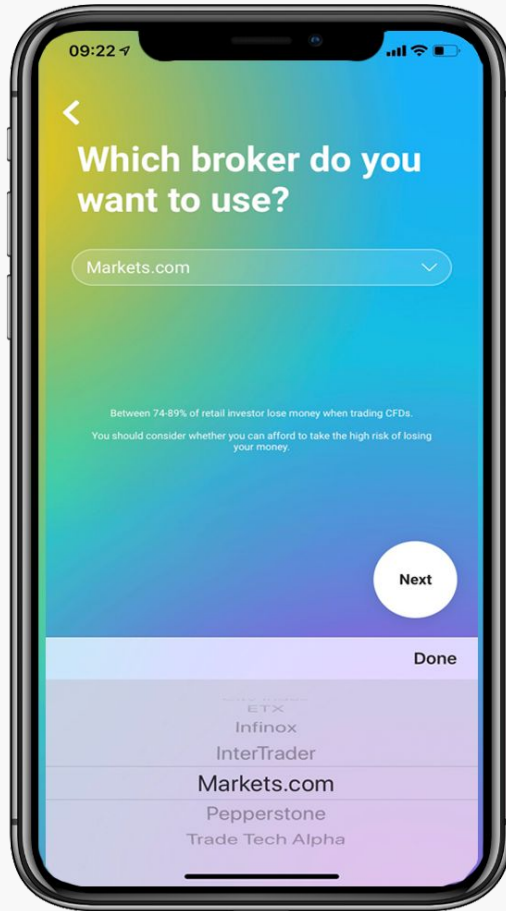 09:22
Which broker do you
want to use?
Markets.com
Between 74-89% of retail investor lose money when trading CFDs.
You should consider whether you can afford to take the high risk of losing
your money.
Next
Done
ETX
Infinox
InterTrader
Markets.com
Pepperstone
Trade Tech Alpha